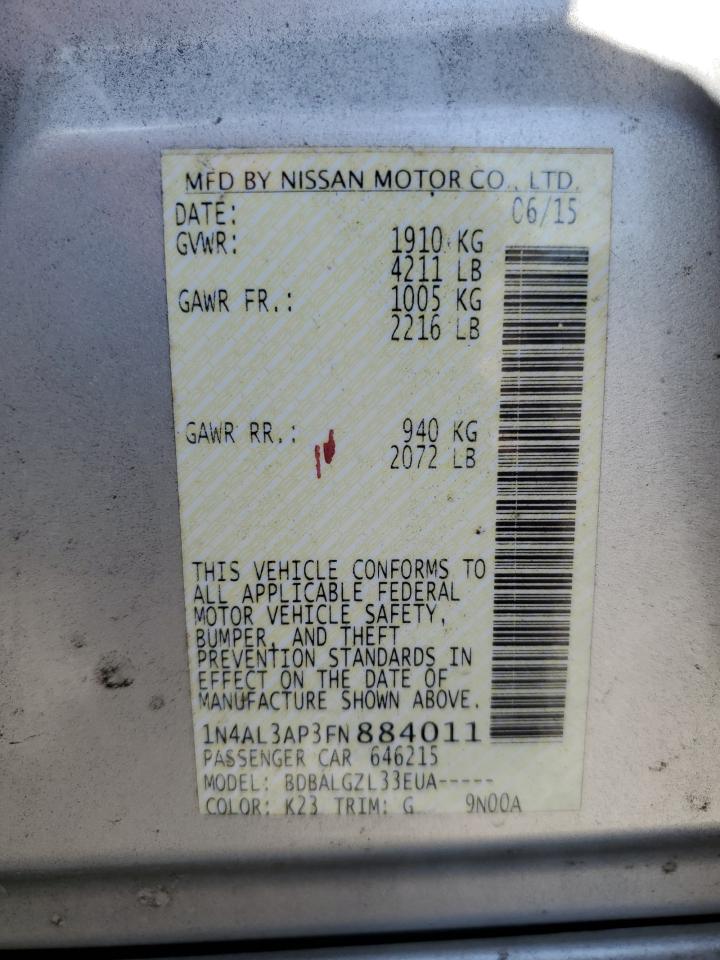 MFD BY NISSAN MOTOR CO., LTD.
DATE: 06/15
GVWR: 1910 KG
4211 LB
GAWR FR.: 1005 KG
2216 LB
GAWR RR.: 940 KG
2072 LB
THIS VEHICLE CONFORMS TO
ALL APPLICABLE FEDERAL
MOTOR VEHICLE SAFETY,
BUMPER, AND THEFT
PREVENTION STANDARDS IN
EFFECT ON THE DATE OF
MANUFACTURE SHOWN ABOVE.
1N4AL3AP3FN884011
PASSENGER CAR 646215
MODEL: BDBALGZL33EUA-----
COLOR: K23 TRIM: G 9N00A